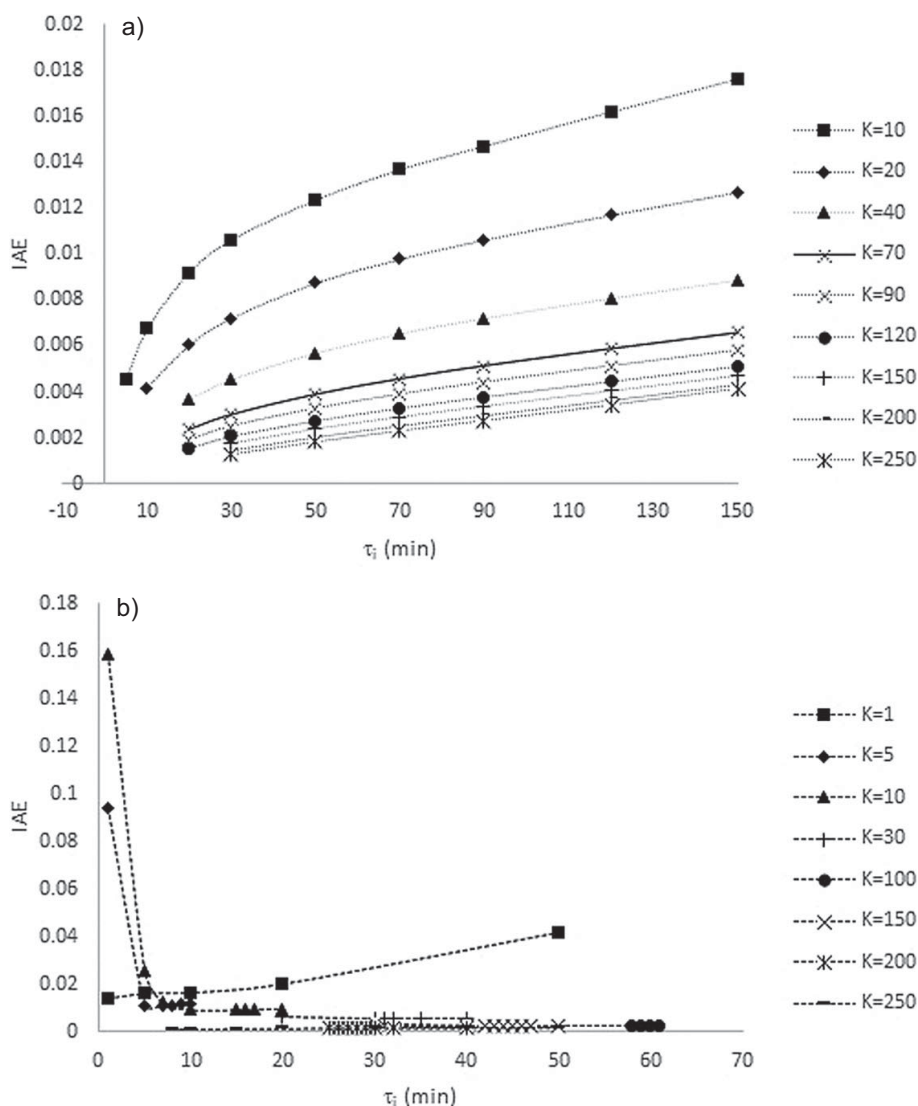 a)
0.02
0.018
0.016
0.014
0.012
0.01
0.008
0.006
0.004
0.002
0
IAE
-10 10 30 50 70 90 110 130 150
τi (min)
K=10
K=20
K=40
K=70
K=90
K=120
K=150
K=200
K=250
b)
0.18
0.16
0.14
0.12
0.1
0.08
0.06
0.04
0.02
0
IAE
0 10 20 30 40 50 60 70
τi (min)
K=1
K=5
K=10
K=30
K=100
K=150
K=200
K=250